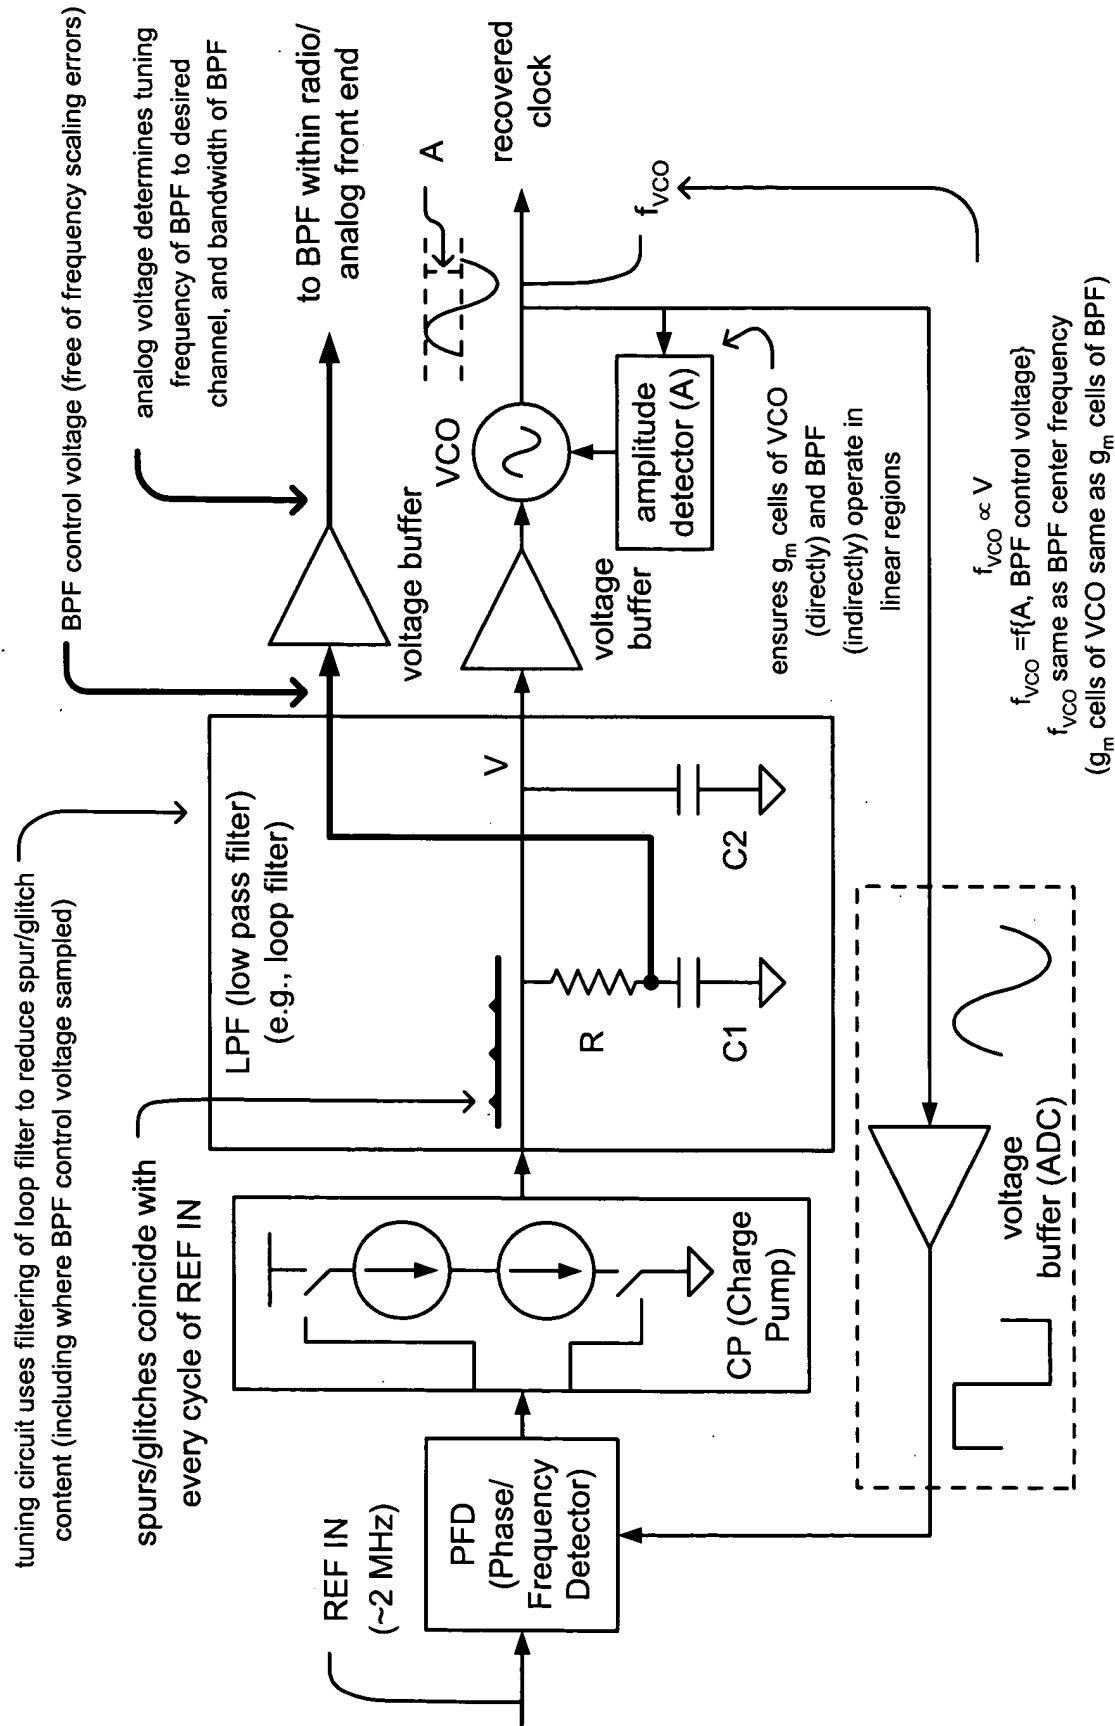 tuning circuit uses filtering of loop filter to reduce spur/glitch
content (including where BPF control voltage sampled)
BPF control voltage (free of frequency scaling errors)
analog voltage determines tuning
frequency of BPF to desired
channel, and bandwidth of BPF
spurs/glitches coincide with
every cycle of REF IN
LPF (low pass filter)
(e.g., loop filter)
to BPF within radio/
analog front end
voltage buffer
REF IN
(~2 MHz)
PFD
(Phase/
Frequency
Detector)
CP (Charge
Pump)
R
C1
C2
V
voltage
buffer
VCO
A
recovered
clock
amplitude
detector (A)
f_VCO
ensures g_m cells of VCO
(directly) and BPF
(indirectly) operate in
linear regions
voltage
buffer (ADC)
f_VCO ∝ V
f_VCO =f{A, BPF control voltage}
f_VCO same as BPF center frequency
(g_m cells of VCO same as g_m cells of BPF)